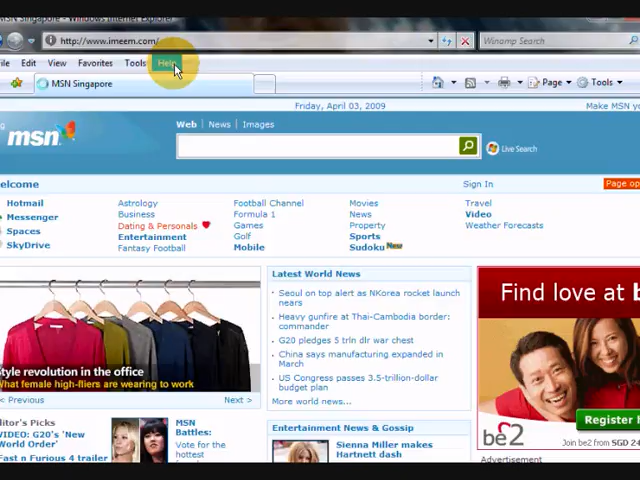 MSN Singapore - Windows Internet Explorer
http://www.imeem.com/
Winamp Search
Edit View Favorites Tools Help
MSN Singapore
Page Tools
Friday, April 03, 2009
Make MSN
msn
Web News Images
Live Search
elcome
Sign In
Page op
Hotmail
Messenger
Spaces
SkyDrive
Astrology
Business
Dating & Personals
Entertainment
Fantasy Football
Football Channel
Formula 1
Games
Golf
Mobile
Movies
News
Property
Sports
Sudoku New
Travel
Video
Weather Forecasts
Style revolution in the office
What female high-fliers are wearing to work
< Previous Next >
Latest World News
Seoul on top alert as NKorea rocket launch
nears
Heavy gunfire at Thai-Cambodia border:
commander
G20 pledges 5 trln dlr war chest
China says manufacturing expanded in
March
US Congress passes 3.5-trillion-dollar
budget plan
More world news...
Find love at b
Register
be2
Join be2 from SGD 24
Advertisement
ditor's Picks
VIDEO: G20's 'New
World Order'
Fast n Furious 4 trailer
MSN
Battles:
Vote for the
hottest
Entertainment News & Gossip
Sienna Miller makes
Hartnett dash